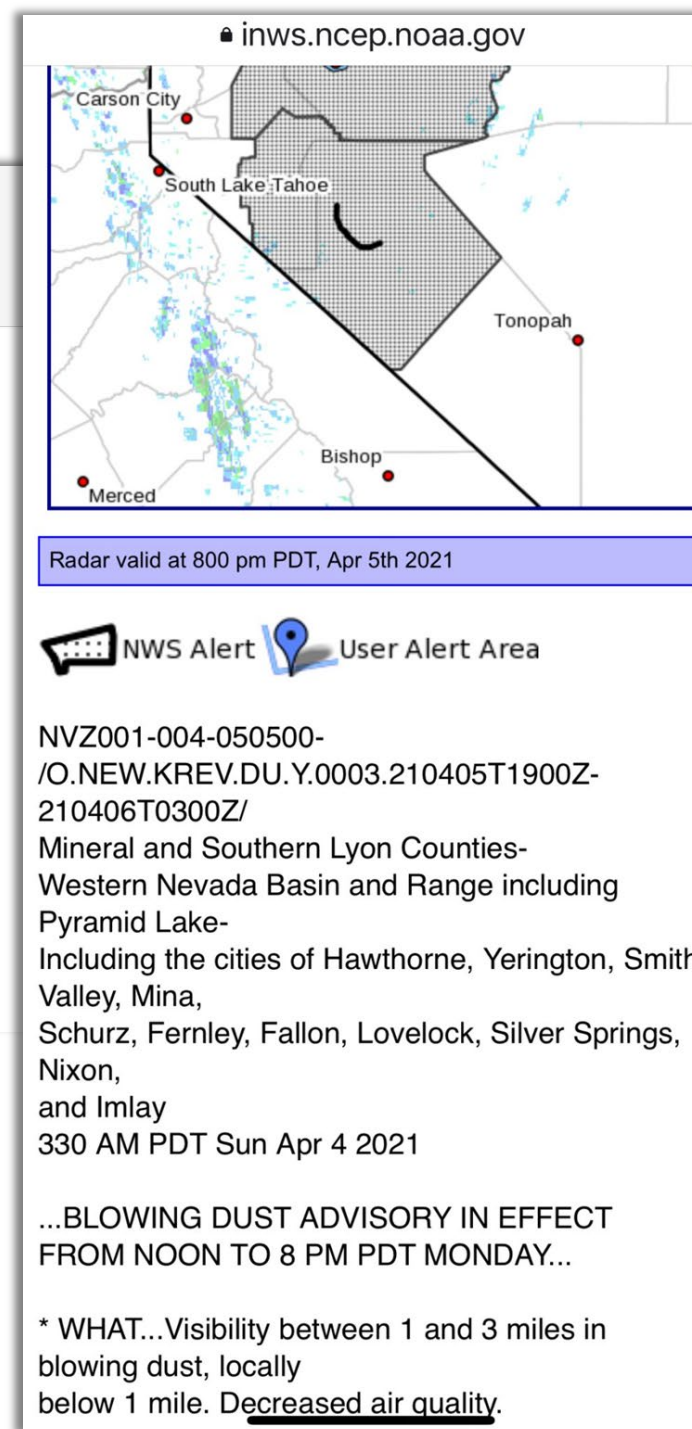 inws.ncep.noaa.gov
Carson City
South Lake Tahoe
Tonopah
Bishop
Merced
Radar valid at 800 pm PDT, Apr 5th 2021
NWS Alert User Alert Area
NVZ001-004-050500-
/O.NEW.KREV.DU.Y.0003.210405T1900Z-
210406T0300Z/
Mineral and Southern Lyon Counties-
Western Nevada Basin and Range including
Pyramid Lake-
Including the cities of Hawthorne, Yerington, Smith
Valley, Mina,
Schurz, Fernley, Fallon, Lovelock, Silver Springs,
Nixon,
and Imlay
330 AM PDT Sun Apr 4 2021
...BLOWING DUST ADVISORY IN EFFECT
FROM NOON TO 8 PM PDT MONDAY...
* WHAT...Visibility between 1 and 3 miles in
blowing dust, locally
below 1 mile. Decreased air quality.